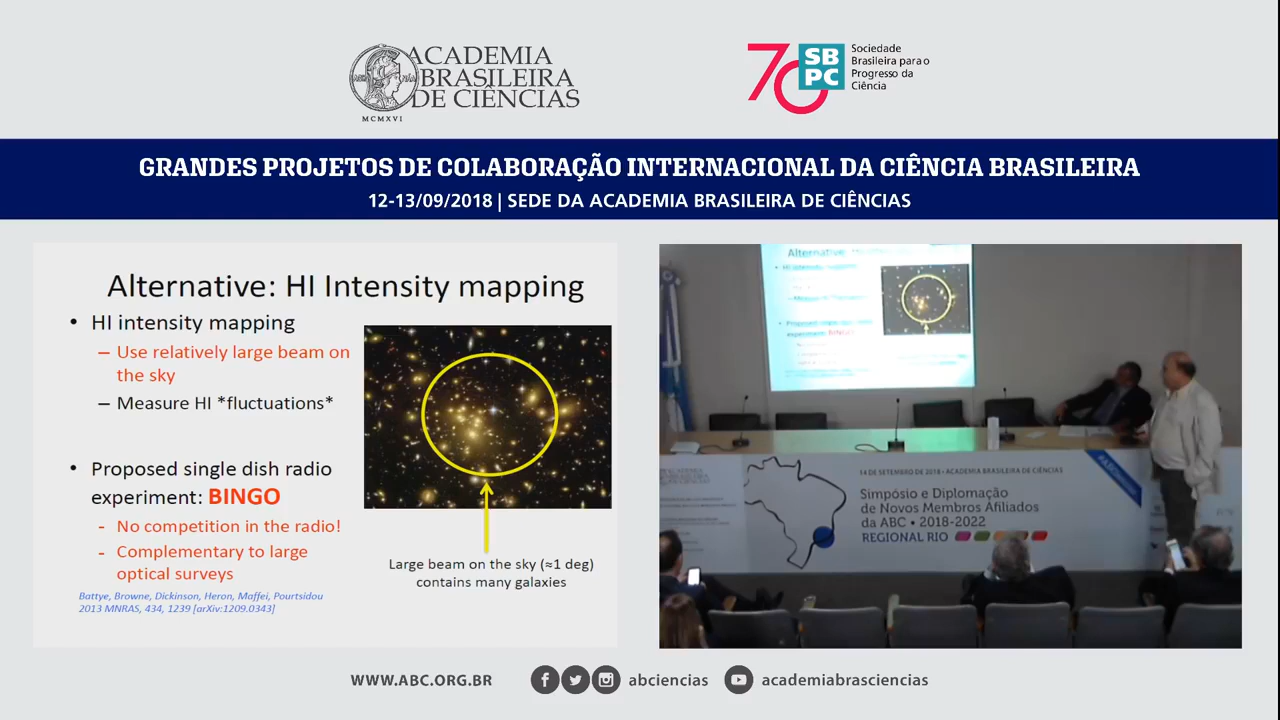 ACADEMIA
BRASILEIRA
DE CIÊNCIAS
MCMXVI
70
SB
PC
Sociedade
Brasileira para o
Progresso da
Ciência
GRANDES PROJETOS DE COLABORAÇÃO INTERNACIONAL DA CIÊNCIA BRASILEIRA
12-13/09/2018 | SEDE DA ACADEMIA BRASILEIRA DE CIÊNCIAS
Alternative: HI Intensity mapping
• HI intensity mapping
– Use relatively large beam on
the sky
– Measure HI *fluctuations*
• Proposed single dish radio
experiment: BINGO
- No competition in the radio!
- Complementary to large
optical surveys
Battye, Browne, Dickinson, Heron, Maffei, Pourtsidou
2013 MNRAS, 434, 1239 [arXiv:1209.0343]
Large beam on the sky (≈1 deg)
contains many galaxies
14 DE SETEMBRO DE 2018 • ACADEMIA BRASILEIRA DE CIÊNCIAS
Simpósio e Diplomação
de Novos Membros Afiliados
da ABC • 2018-2022
REGIONAL RIO
WWW.ABC.ORG.BR
abciencias
academiabrasciencias